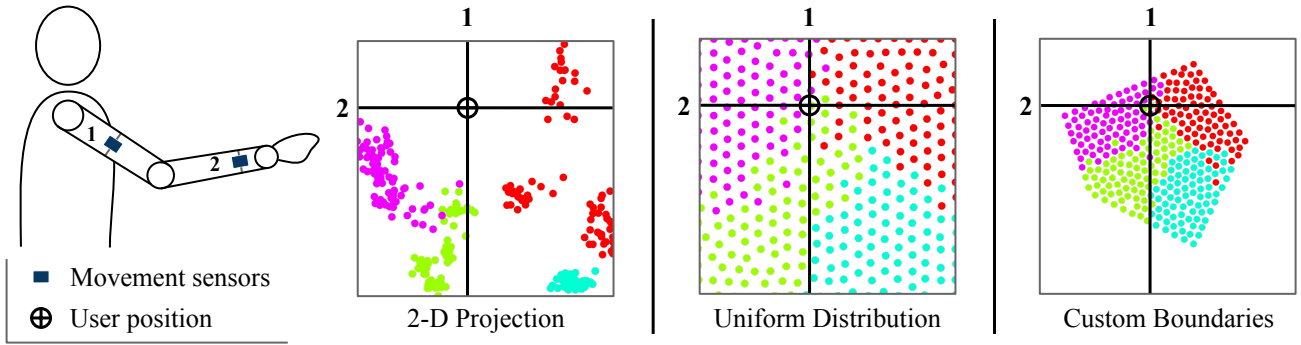 1
1
1
2
2
2
1
2
Movement sensors
User position
2-D Projection
Uniform Distribution
Custom Boundaries